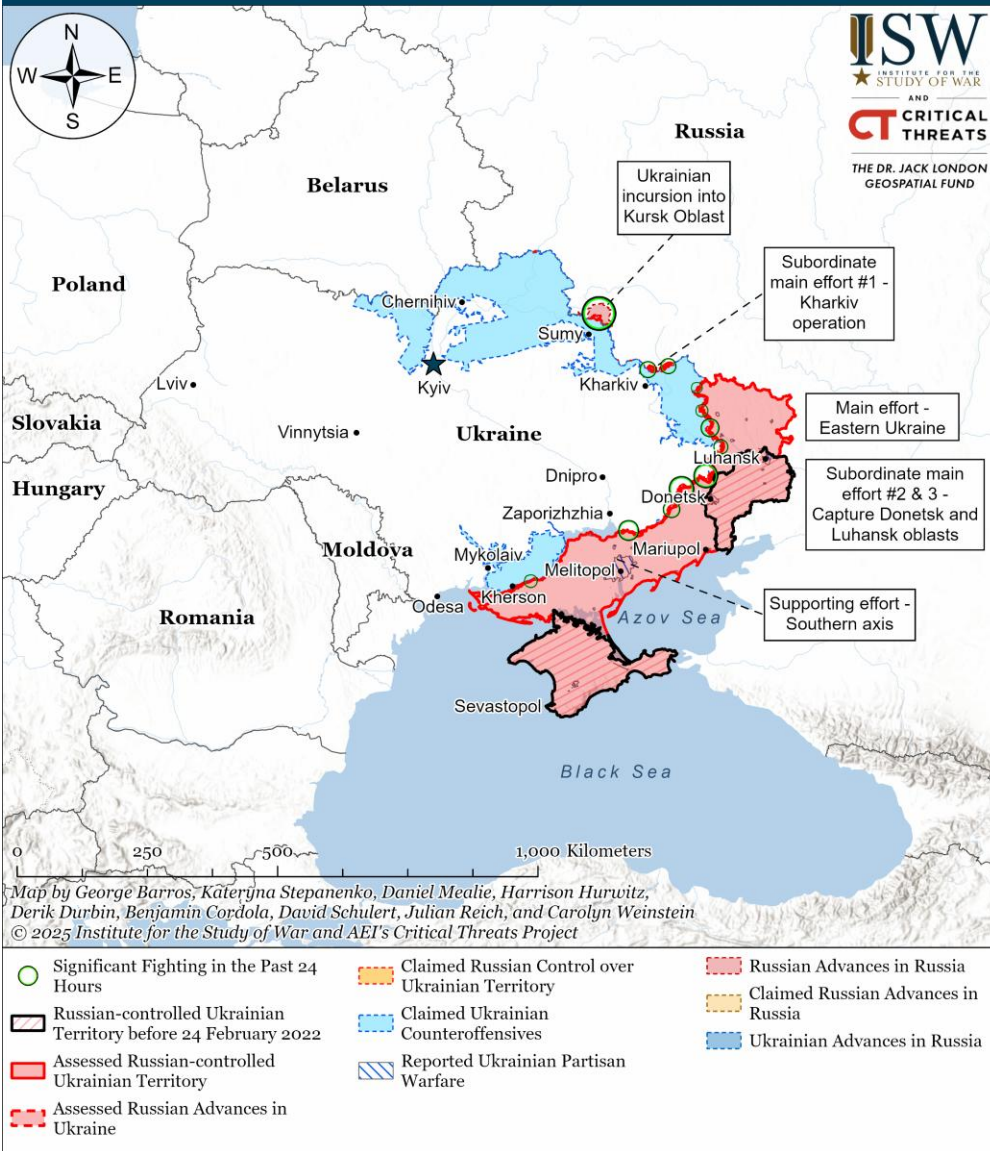 N
W
E
S
ISW
INSTITUTE FOR THE
STUDY OF WAR
AND
CT CRITICAL
THREATS
THE DR. JACK LONDON
GEOSPATIAL FUND
Russia
Ukrainian
incursion into
Kursk Oblast
Belarus
Subordinate
main effort #1 -
Kharkiv
operation
Poland
Chernihiv
Sumy
Kyiv
Lviv
Kharkiv
Slovakia
Main effort -
Eastern Ukraine
Vinnytsia
Ukraine
Luhansk
Hungary
Dnipro
Donetsk
Subordinate main
effort #2 & 3 -
Capture Donetsk and
Luhansk oblasts
Zaporizhzhia
Moldova
Mykolaiv
Mariupol
Melitopol
Kherson
Odesa
Romania
Azov Sea
Supporting effort -
Southern axis
Sevastopol
Black Sea
0 250 500 1,000 Kilometers
Map by George Barros, Kateryna Stepanenko, Daniel Mealie, Harrison Hurwitz,
Derik Durbin, Benjamin Cordola, David Schulert, Julian Reich, and Carolyn Weinstein
© 2025 Institute for the Study of War and AEI's Critical Threats Project
Significant Fighting in the Past 24
Hours
Russian-controlled Ukrainian
Territory before 24 February 2022
Assessed Russian-controlled
Ukrainian Territory
Assessed Russian Advances in
Ukraine
Claimed Russian Control over
Ukrainian Territory
Claimed Ukrainian
Counteroffensives
Reported Ukrainian Partisan
Warfare
Russian Advances in Russia
Claimed Russian Advances in
Russia
Ukrainian Advances in Russia